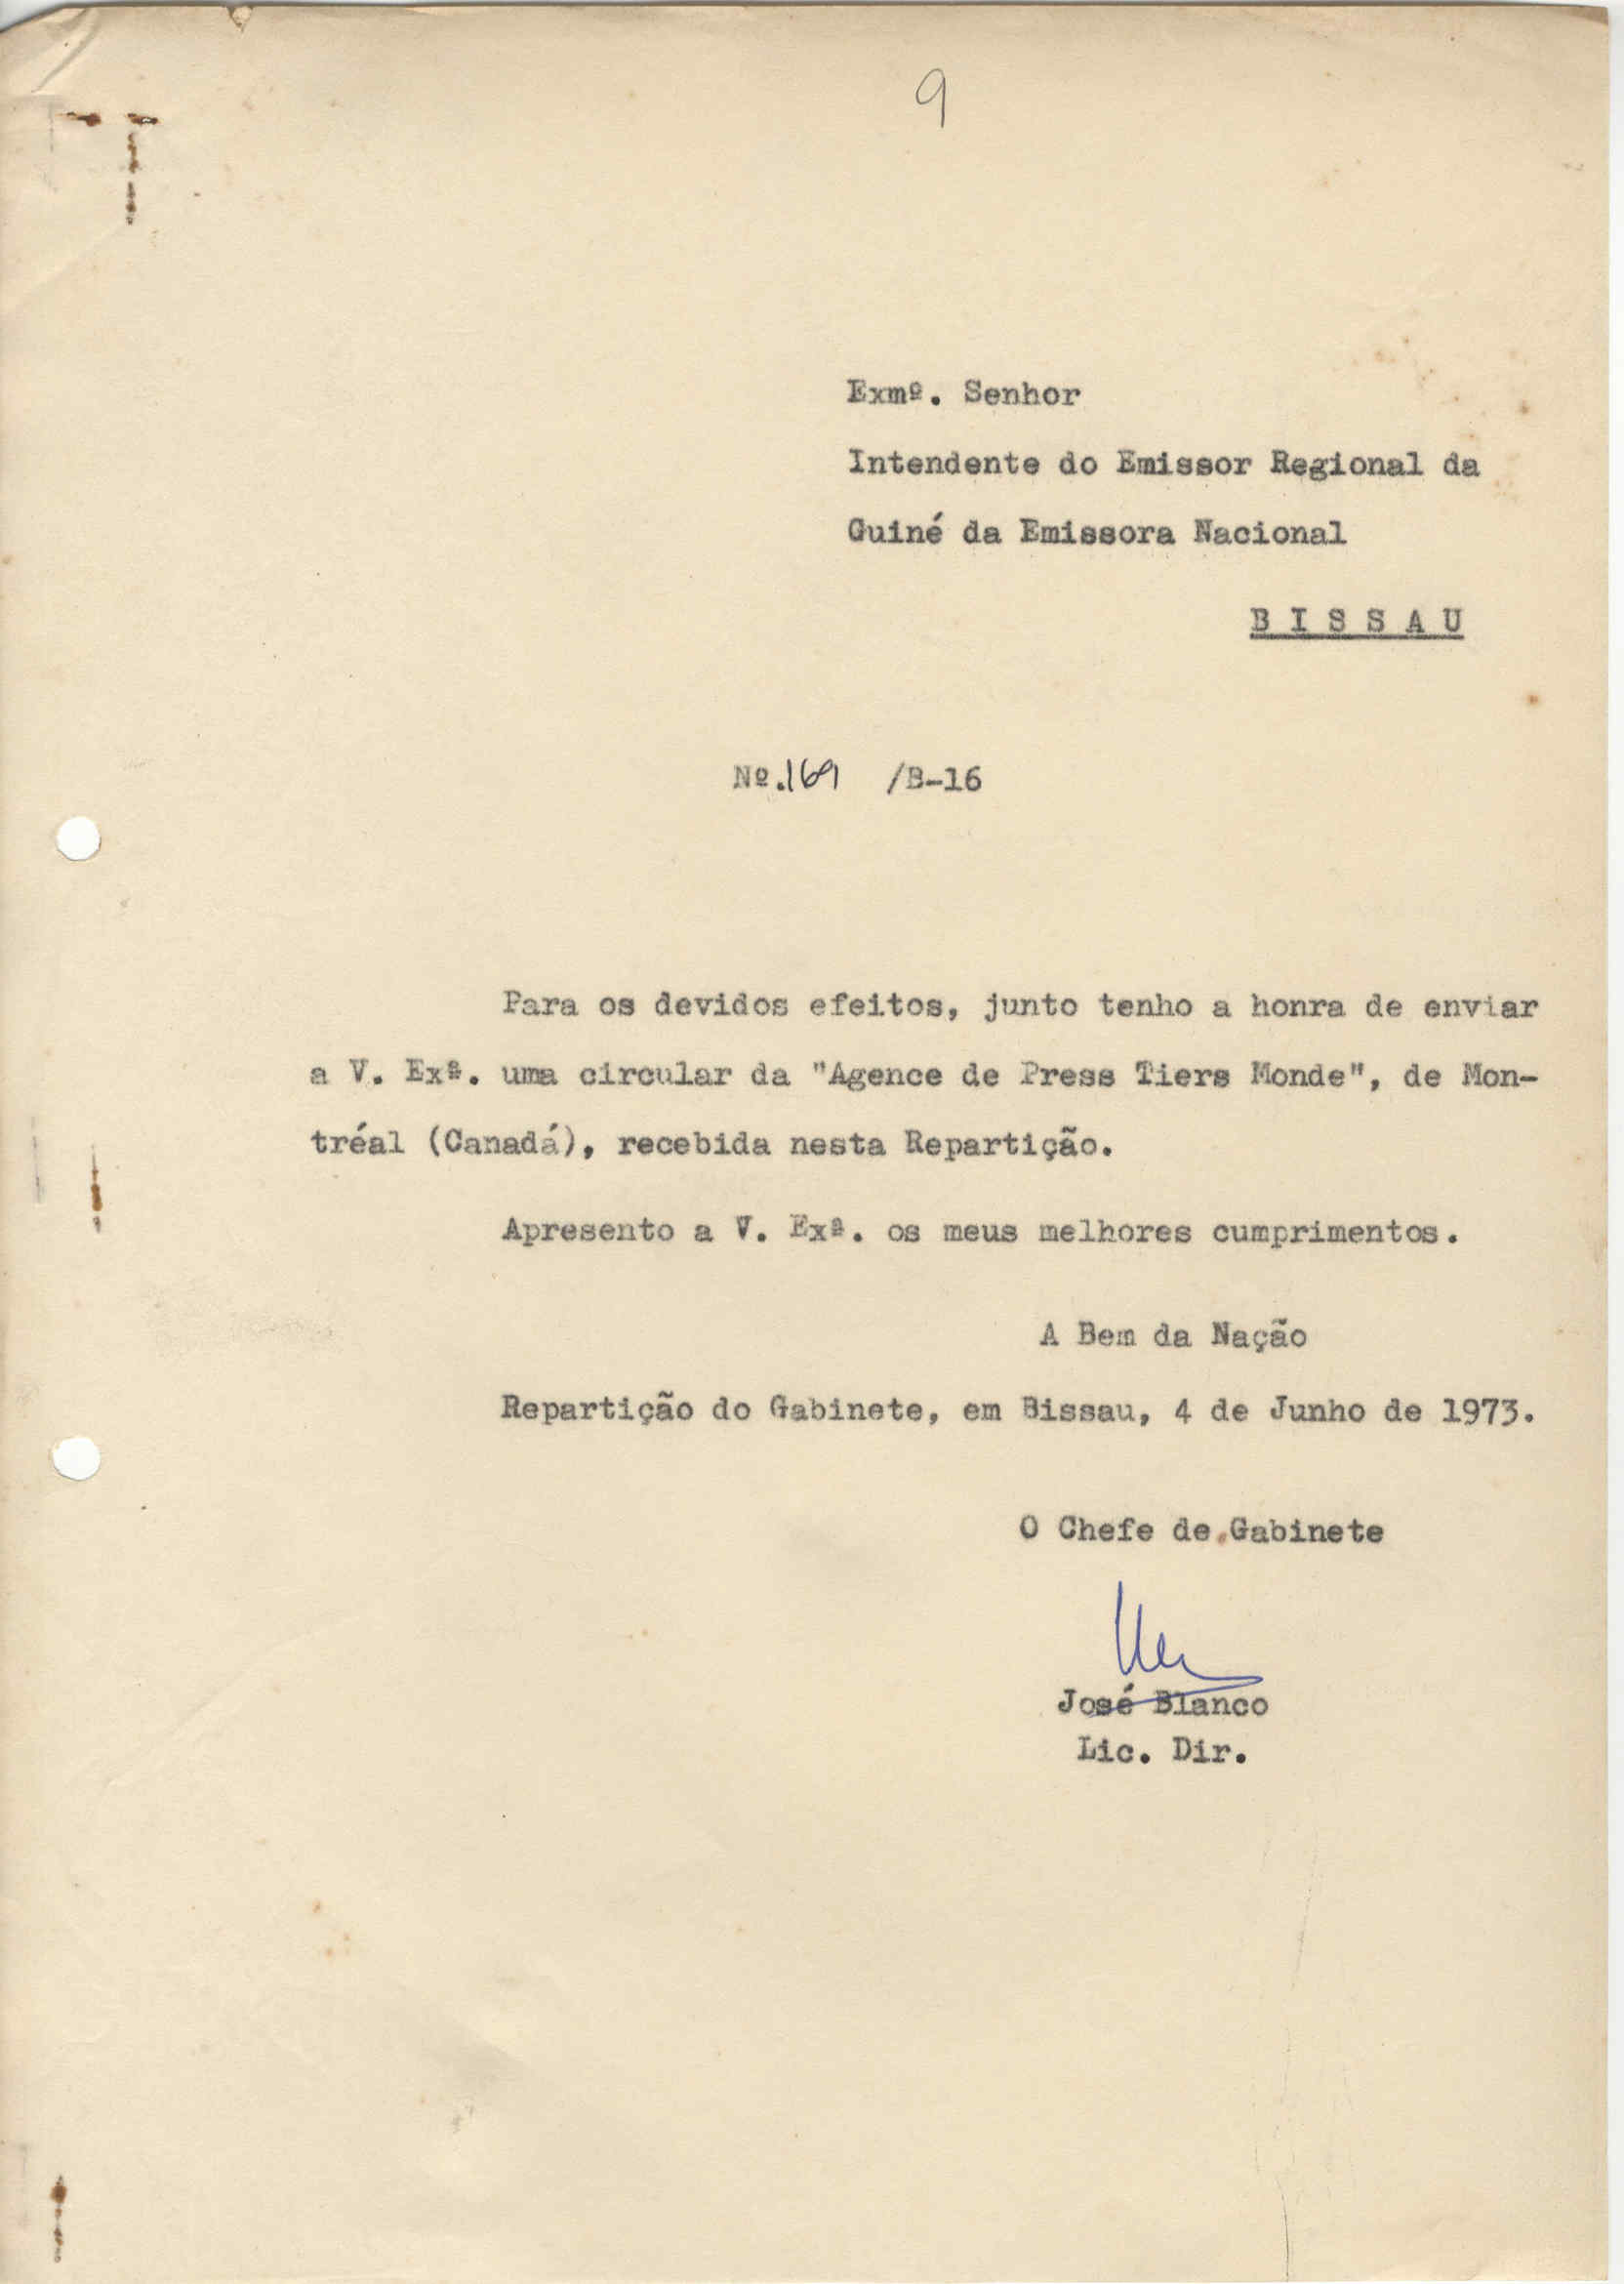 9
Exmº. Senhor
Intendente do Emissor Regional da
Guiné da Emissora Nacional
B I S S A U
Nº.169 /B-16
Para os devidos efeitos, junto tenho a honra de enviar
a V. Exª. uma circular da "Agence de Press Tiers Monde", de Mon-
tréal (Canadá), recebida nesta Repartição.
Apresento a V. Exª. os meus melhores cumprimentos.
A Bem da Nação
Repartição do Gabinete, em Bissau, 4 de Junho de 1973.
O Chefe de Gabinete
José Blanco
Lic. Dir.